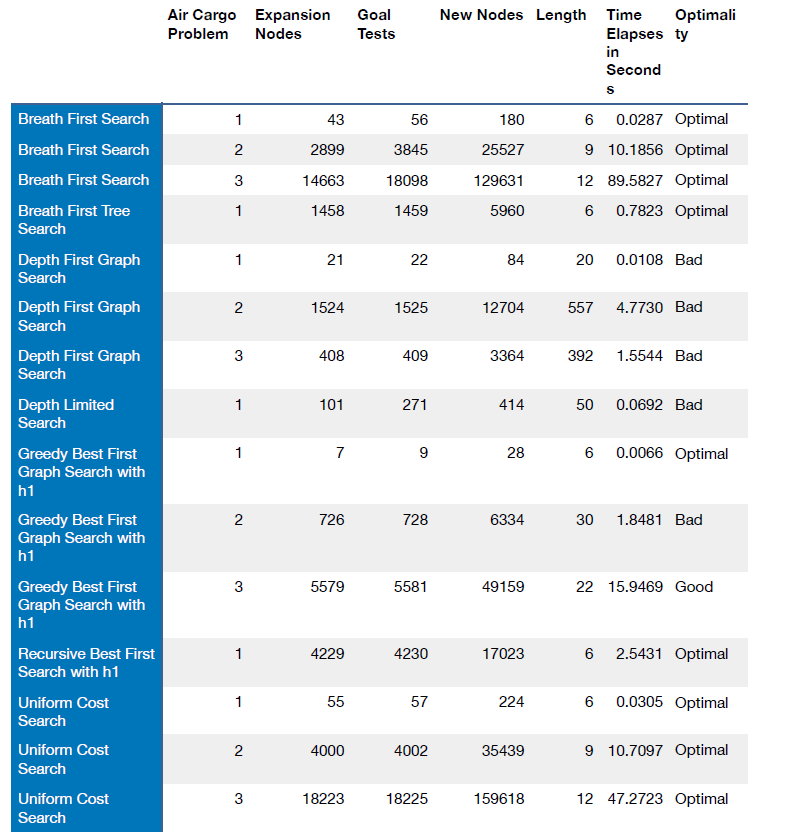 Air Cargo Problem Expansion Nodes Goal Tests New Nodes Length Time Elapses in Second s Optimali ty
Breath First Search 1 43 56 180 6 0.0287 Optimal
Breath First Search 2 2899 3845 25527 9 10.1856 Optimal
Breath First Search 3 14663 18098 129631 12 89.5827 Optimal
Breath First Tree Search 1 1458 1459 5960 6 0.7823 Optimal
Depth First Graph Search 1 21 22 84 20 0.0108 Bad
Depth First Graph Search 2 1524 1525 12704 557 4.7730 Bad
Depth First Graph Search 3 408 409 3364 392 1.5544 Bad
Depth Limited Search 1 101 271 414 50 0.0692 Bad
Greedy Best First Graph Search with h1 1 7 9 28 6 0.0066 Optimal
Greedy Best First Graph Search with h1 2 726 728 6334 30 1.8481 Bad
Greedy Best First Graph Search with h1 3 5579 5581 49159 22 15.9469 Good
Recursive Best First Search with h1 1 4229 4230 17023 6 2.5431 Optimal
Uniform Cost Search 1 55 57 224 6 0.0305 Optimal
Uniform Cost Search 2 4000 4002 35439 9 10.7097 Optimal
Uniform Cost Search 3 18223 18225 159618 12 47.2723 Optimal